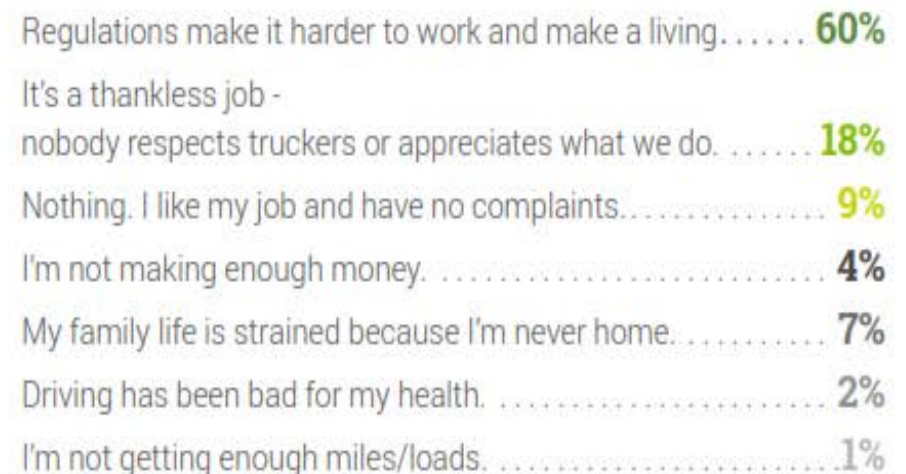 Regulations make it harder to work and make a living. . . . . . 60%
It's a thankless job -
nobody respects truckers or appreciates what we do. . . . . . . 18%
Nothing. I like my job and have no complaints. . . . . . . . . . . . . . . 9%
I'm not making enough money. . . . . . . . . . . . . . . . . . . . . . . . . . . . 4%
My family life is strained because I'm never home. . . . . . . . . . . 7%
Driving has been bad for my health. . . . . . . . . . . . . . . . . . . . . . . 2%
I'm not getting enough miles/loads. . . . . . . . . . . . . . . . . . . . . . . . 1%